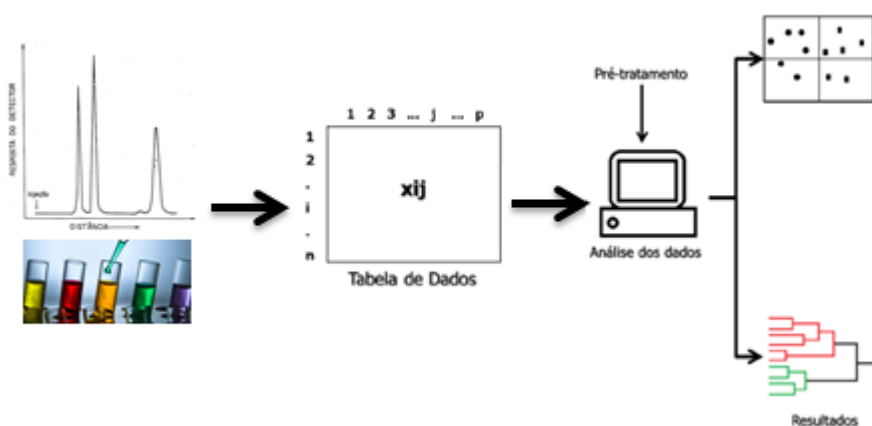 RESPOSTA DO DETECTOR
Injeção
DISTÂNCIA
1 2 3 ... j ... p
1
2
.
i
.
n
xij
Tabela de Dados
Pré-tratamento
Análise dos dados
Resultados